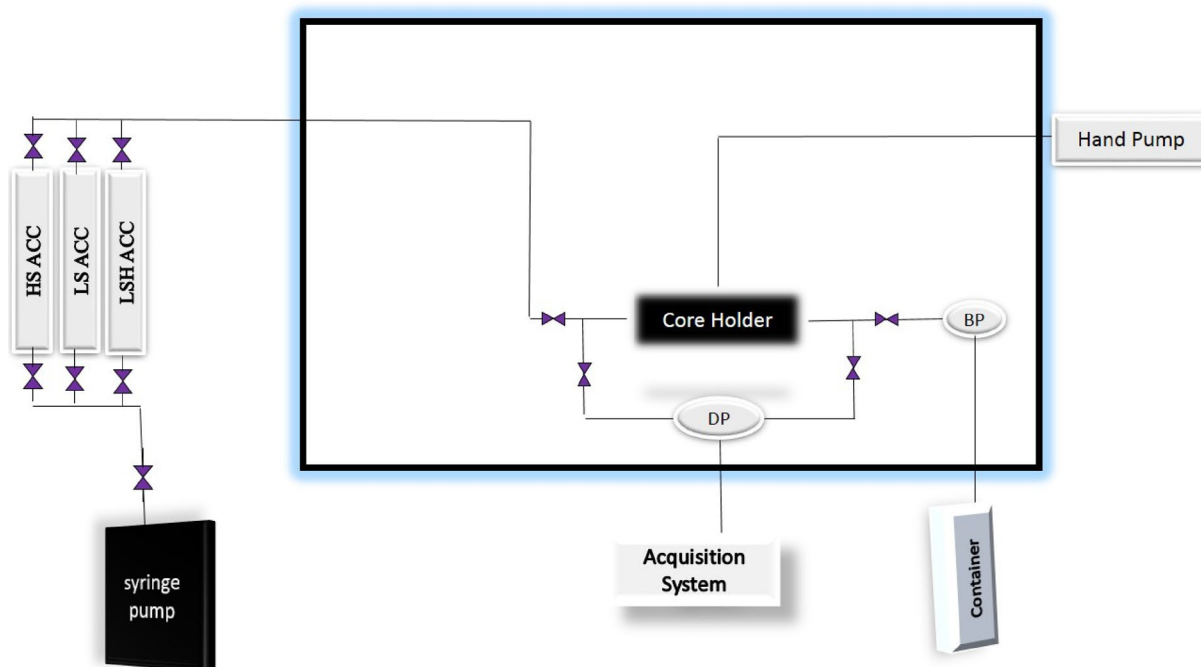 Hand Pump
HS ACC
LS ACC
LSH ACC
Core Holder
BP
DP
Acquisition
System
Container
syringe
pump